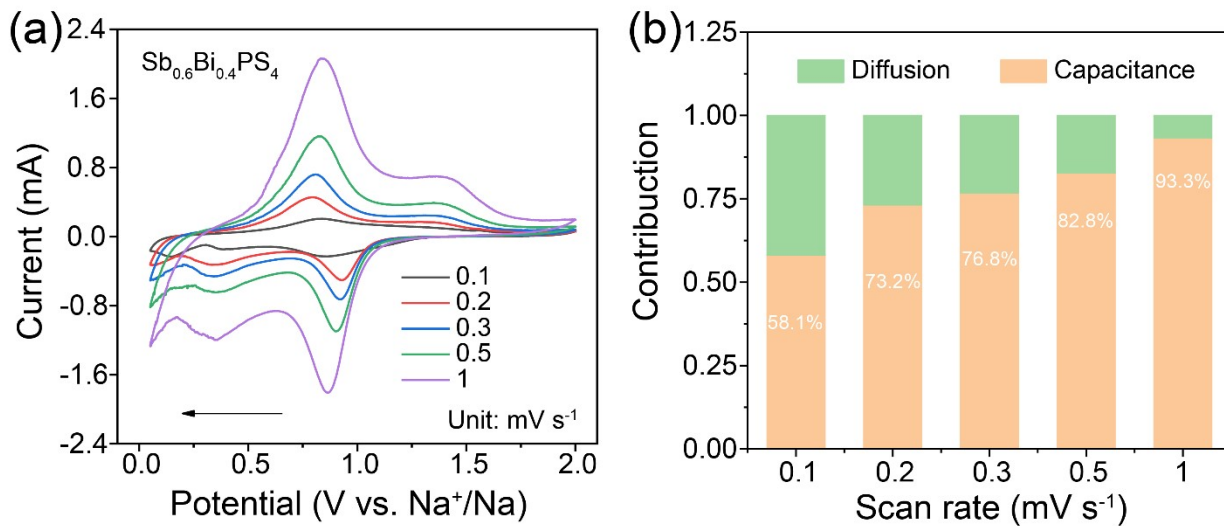 (a)
Sb₀.₆Bi₀.₄PS₄
2.4
1.6
0.8
0.0
-0.8
-1.6
-2.4
Current (mA)
0.1
0.2
0.3
0.5
1
Unit: mV s⁻¹
0.0 0.5 1.0 1.5 2.0
Potential (V vs. Na⁺/Na)
(b)
1.25
1.00
0.75
0.50
0.25
0.00
Contribuction
Diffusion Capacitance
58.1%
73.2%
76.8%
82.8%
93.3%
0.1 0.2 0.3 0.5 1
Scan rate (mV s⁻¹)